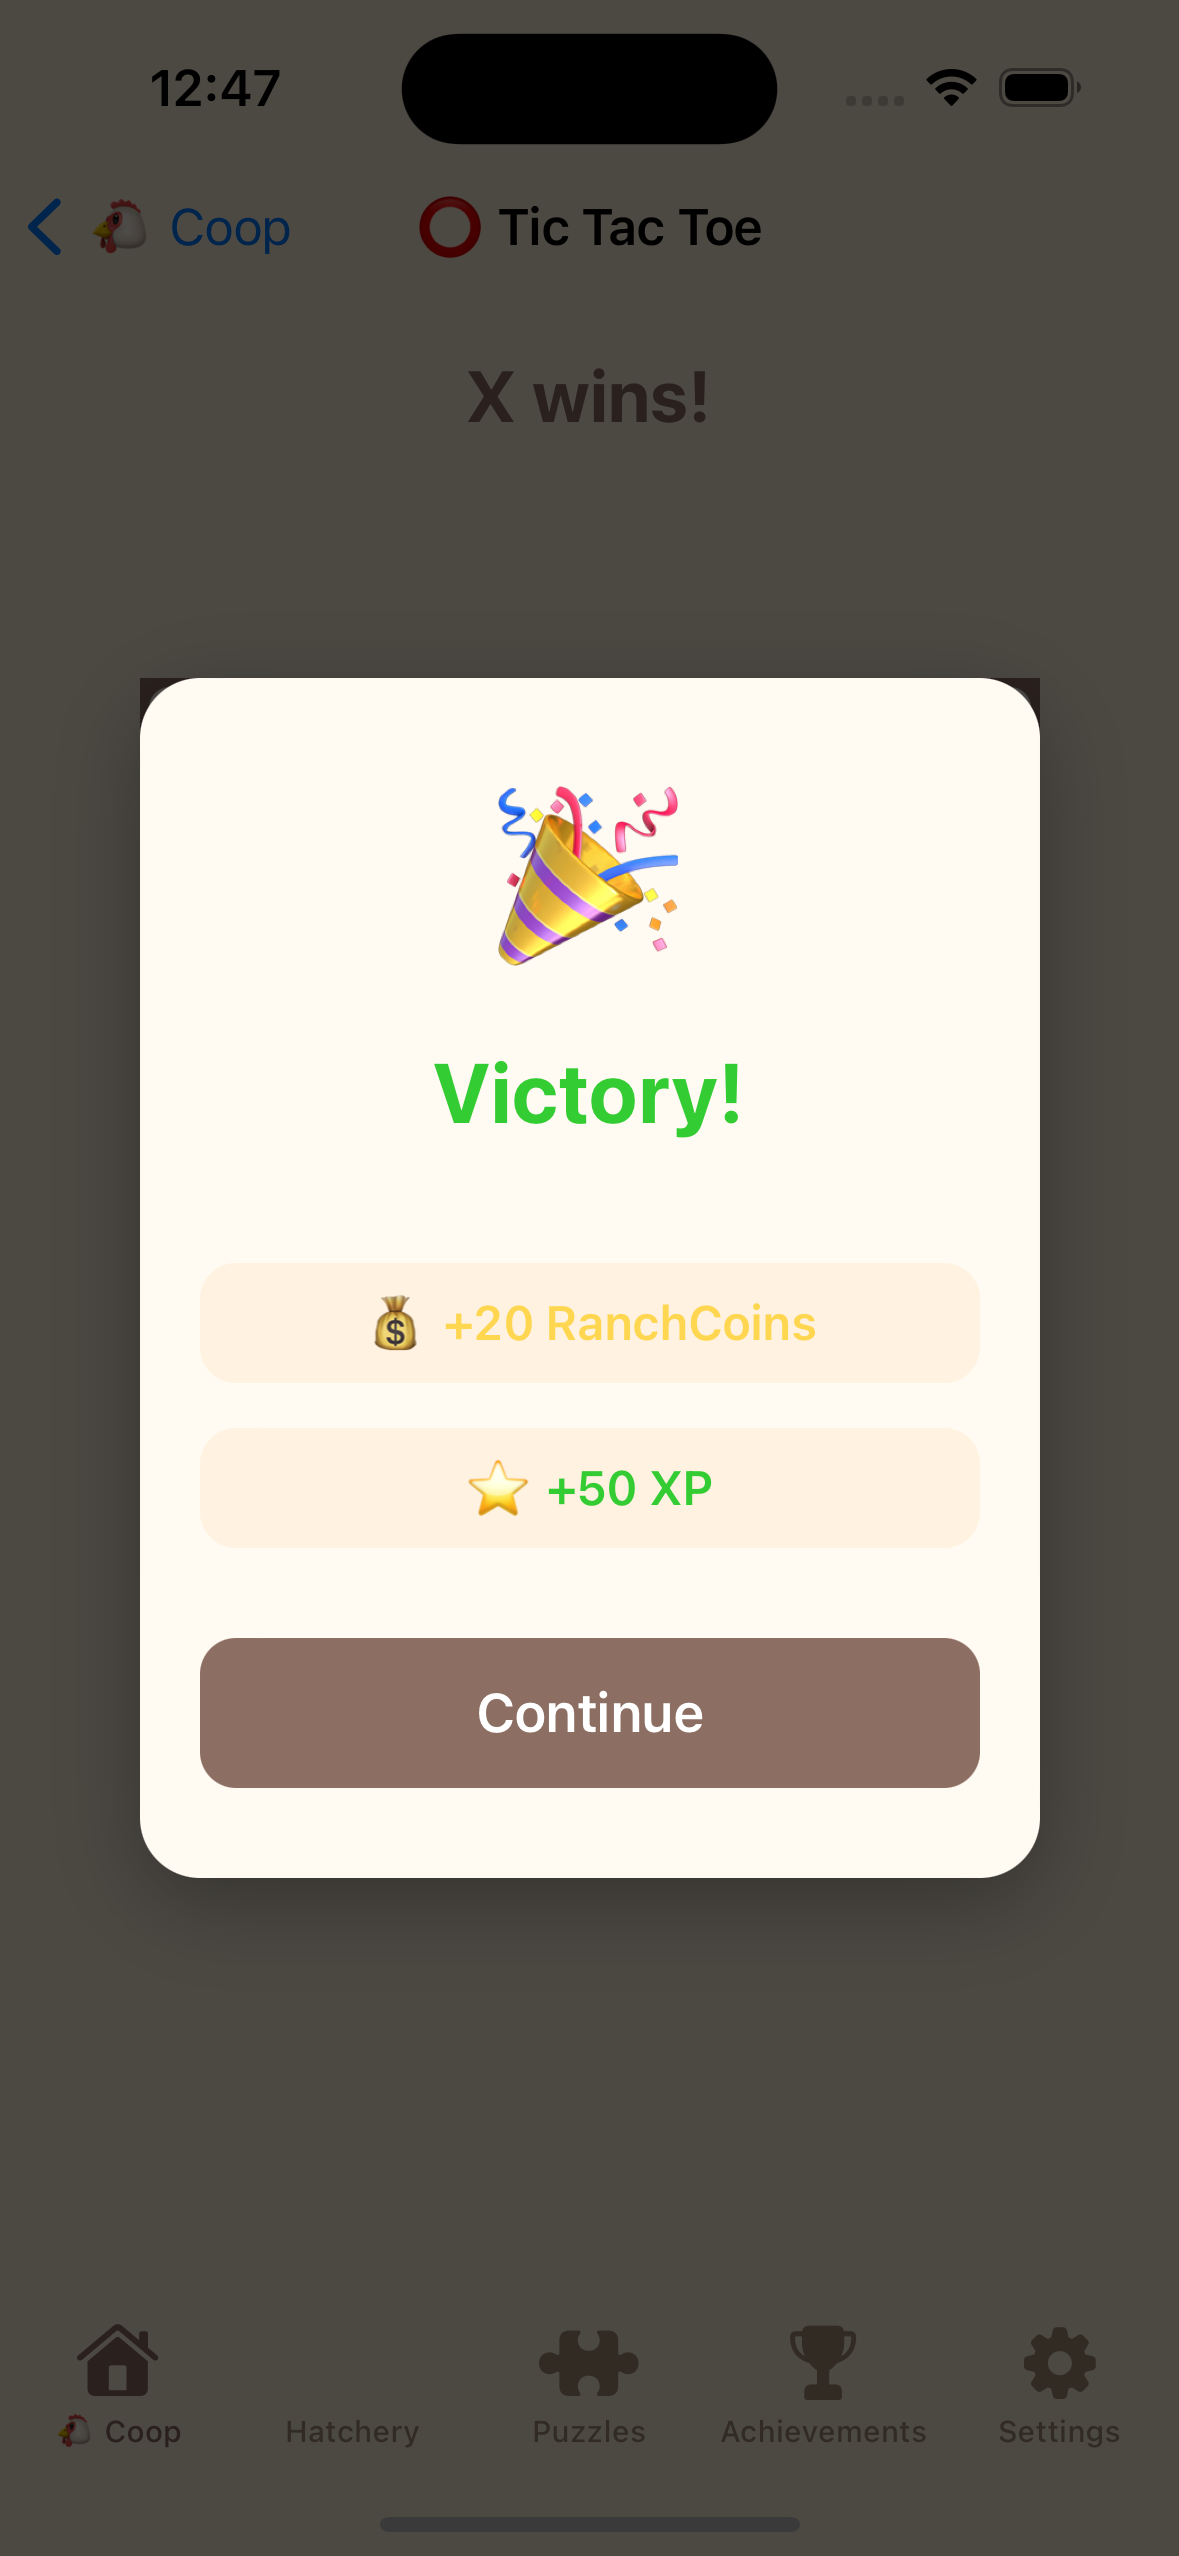 12:47
Coop
Tic Tac Toe
X wins!
Victory!
+20 RanchCoins
+50 XP
Continue
Coop
Hatchery
Puzzles
Achievements
Settings